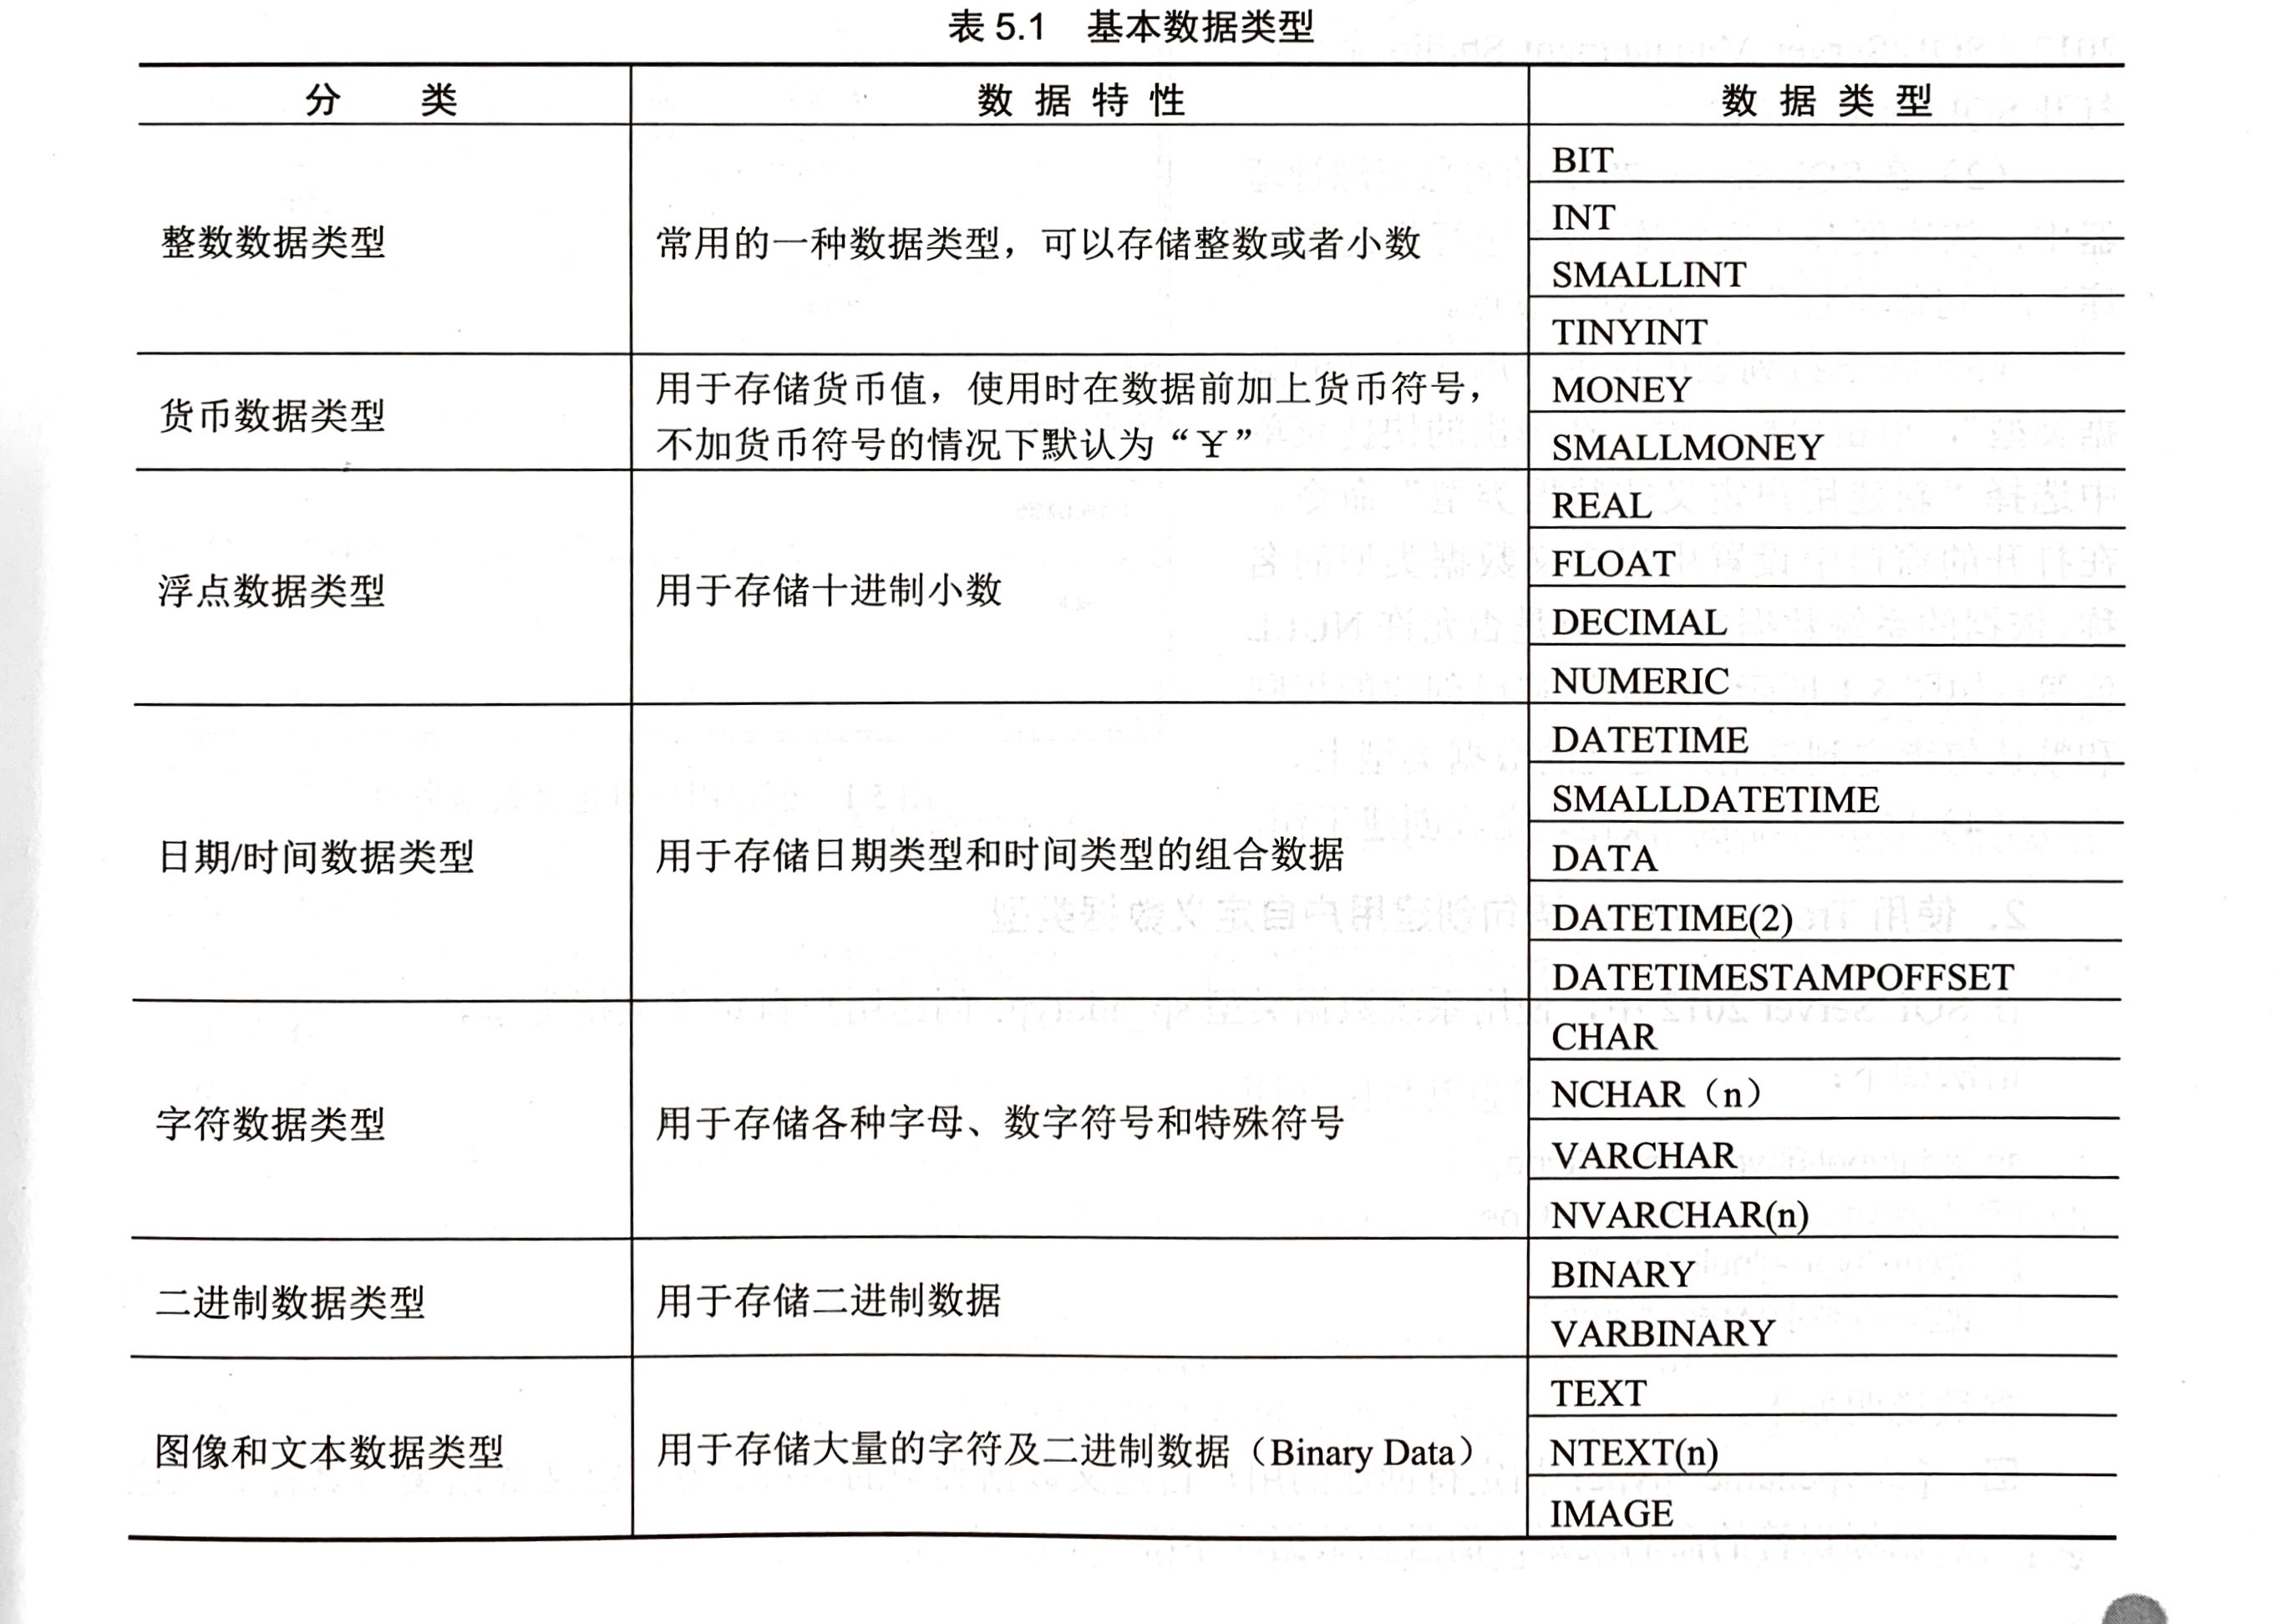 表 5.1 基本数据类型
分 类 数据特性 数据类型
整数数据类型 常用的一种数据类型，可以存储整数或者小数 BIT
INT
SMALLINT
TINYINT
货币数据类型 用于存储货币值，使用时在数据前加上货币符号， MONEY
不加货币符号的情况下默认为“￥” SMALLMONEY
浮点数据类型 用于存储十进制小数 REAL
FLOAT
DECIMAL
NUMERIC
日期/时间数据类型 用于存储日期类型和时间类型的组合数据 DATETIME
SMALLDATETIME
DATA
DATETIME(2)
DATETIMESTAMPOFFSET
字符数据类型 用于存储各种字母、数字符号和特殊符号 CHAR
NCHAR（n）
VARCHAR
NVARCHAR(n)
二进制数据类型 用于存储二进制数据 BINARY
VARBINARY
图像和文本数据类型 用于存储大量的字符及二进制数据（Binary Data） TEXT
NTEXT(n)
IMAGE